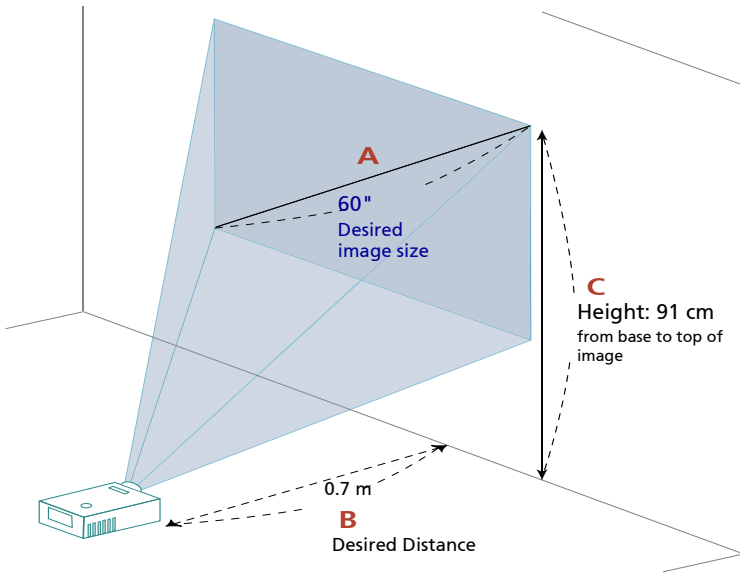 A
60"
Desired
image size
C
Height: 91 cm
from base to top of
image
0.7 m
B
Desired Distance